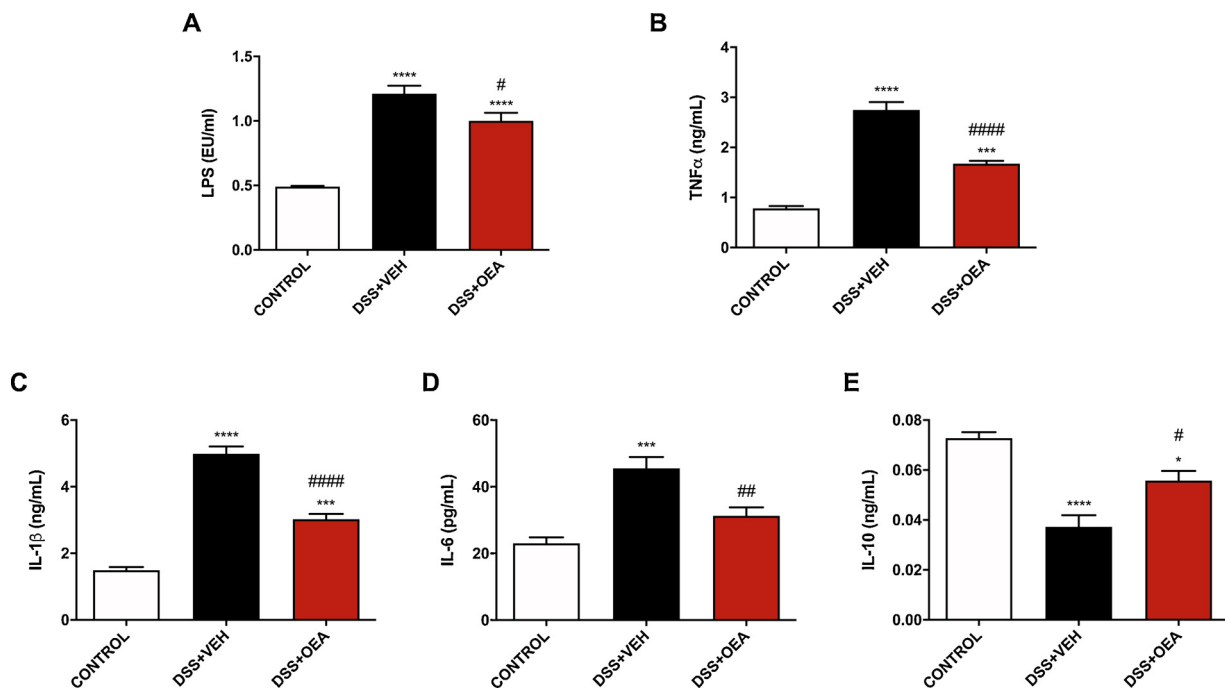 A
LPS (EU/ml)
1.5
1.0
0.5
0.0
****
#
****
CONTROL
DSS+VEH
DSS+OEA
B
TNFα (ng/mL)
4
3
2
1
0
****
####
***
CONTROL
DSS+VEH
DSS+OEA
C
IL-1β (ng/mL)
6
4
2
0
****
####
***
CONTROL
DSS+VEH
DSS+OEA
D
IL-6 (pg/mL)
60
40
20
0
***
##
CONTROL
DSS+VEH
DSS+OEA
E
IL-10 (ng/mL)
0.08
0.06
0.04
0.02
0.00
****
#
*
CONTROL
DSS+VEH
DSS+OEA